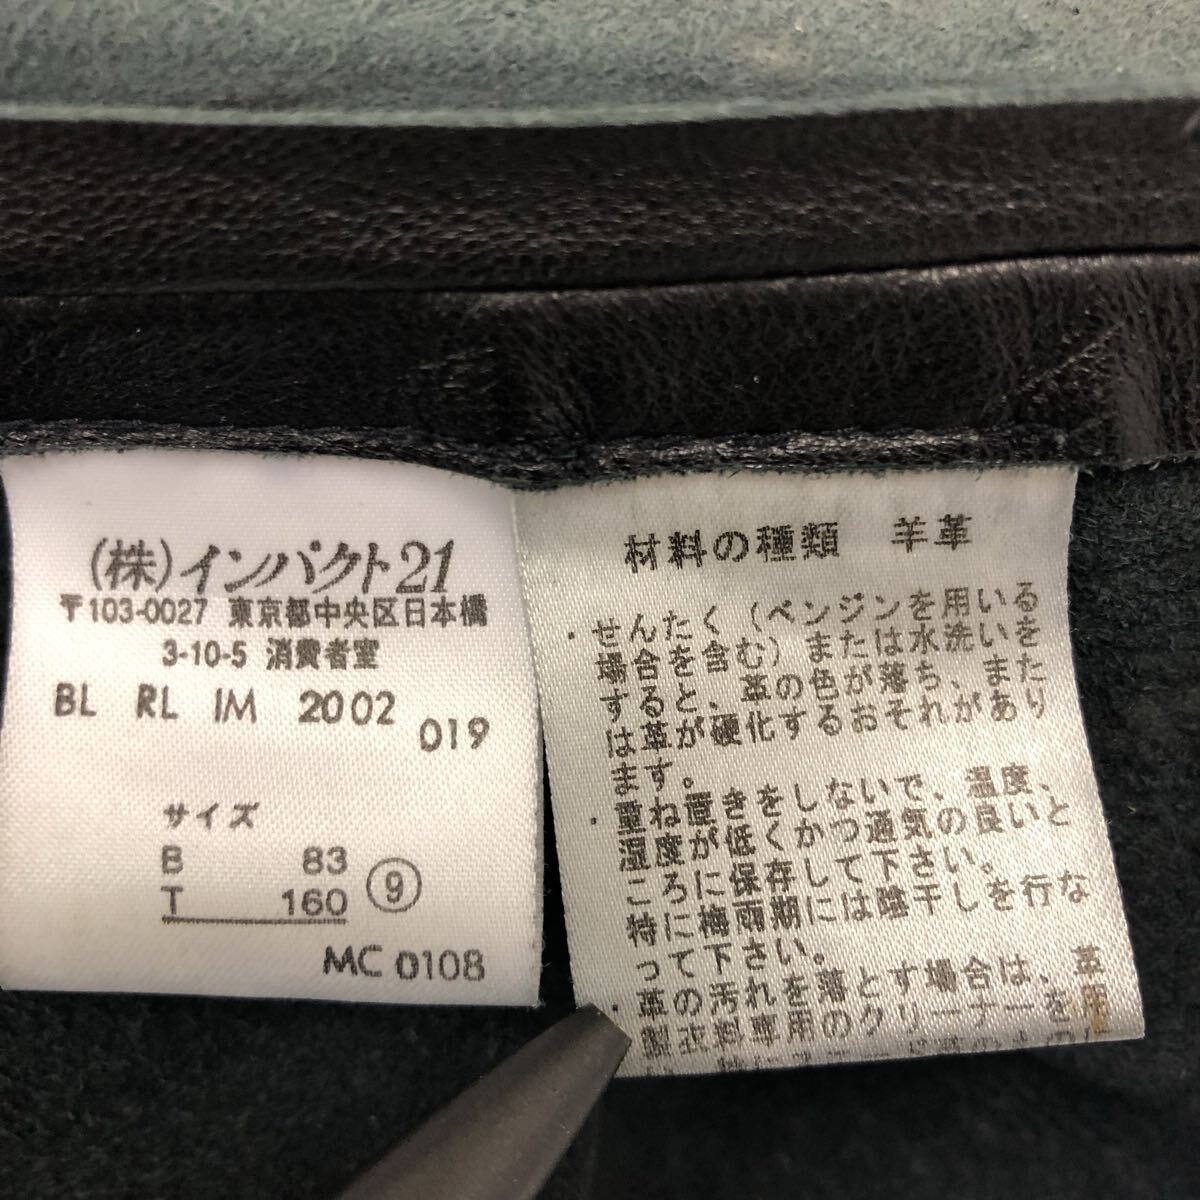 (株)インパクト21
〒103-0027 東京都中央区日本橋
3-10-5 消費者室
BL RL IM 2002
019
サイズ
B 83
T 160
⑨
MC 0108
材料の種類 羊革
・せんたく(ベンジンを用いる
場合を含む)または水洗いを
すると、革の色が落ち、また
は革が硬化するおそれがあり
ます。
・重ね置きをしないで、温度、
湿度が低くかつ通気の良いと
ころに保存して下さい。
特に梅雨期には陰干しを行な
って下さい。
・革の汚れを落とす場合は、革
製衣料専用のクリーナーを用